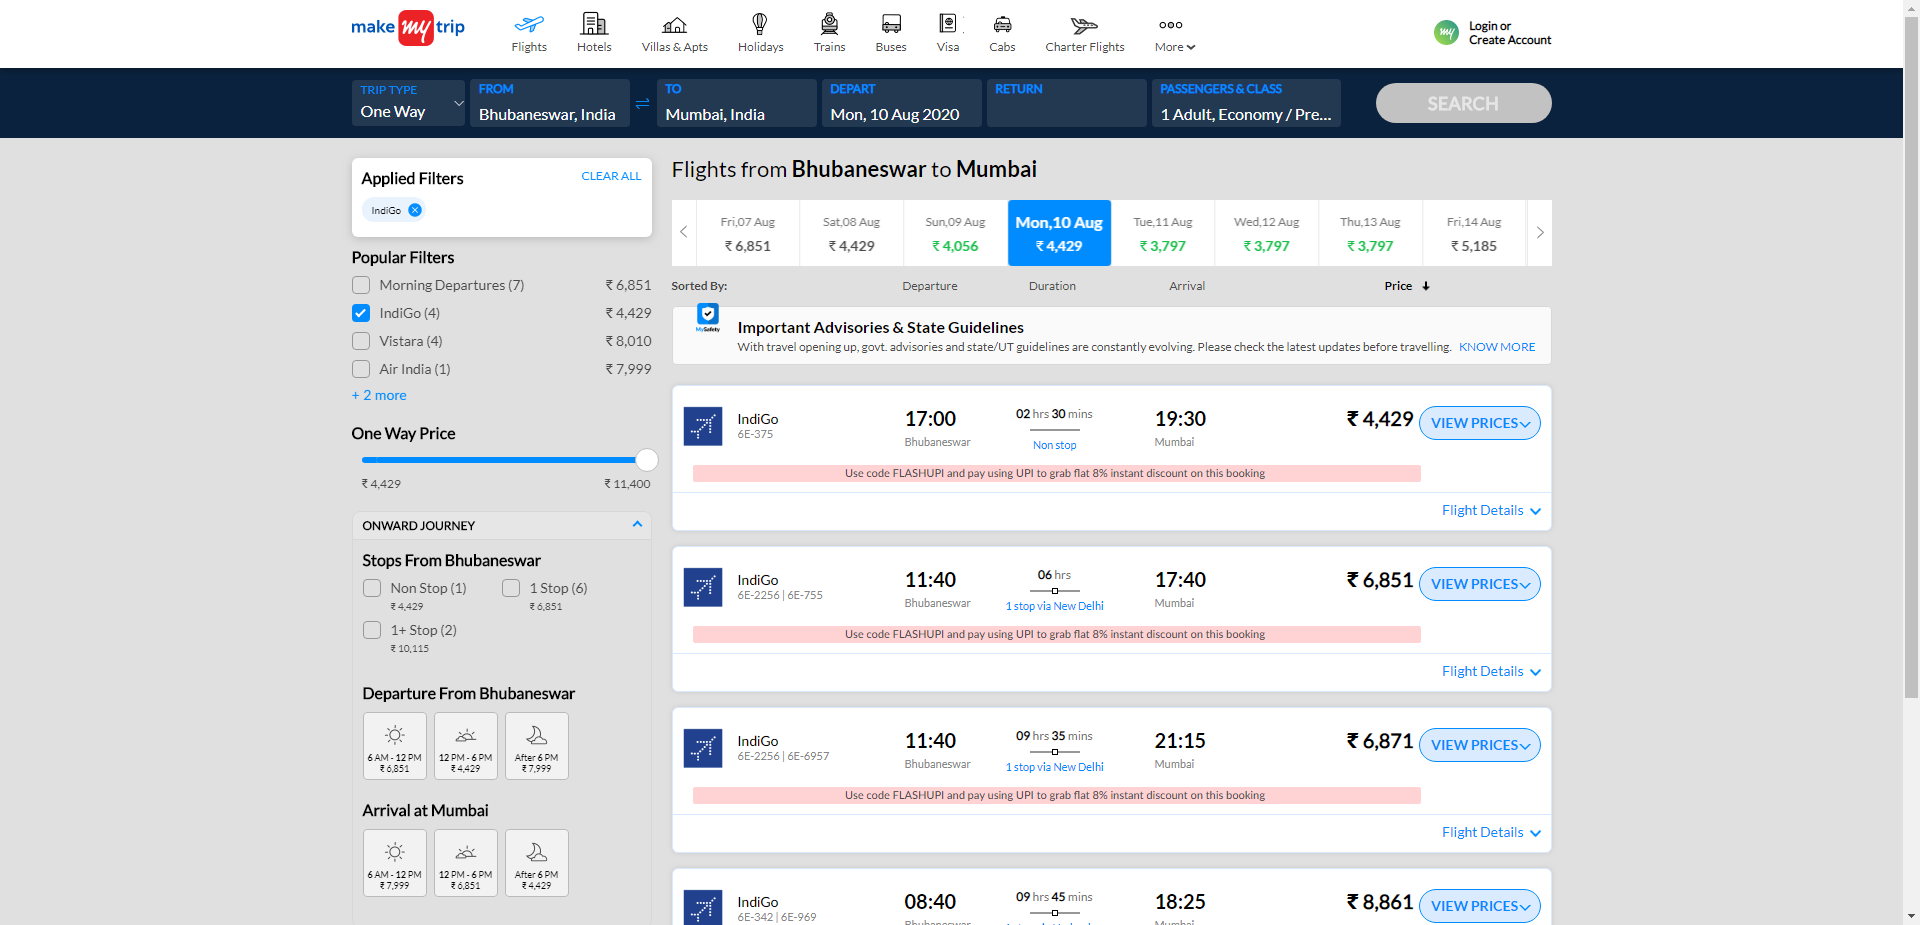 make my trip
Flights
Hotels
Villas & Apts
Holidays
Trains
Buses
Visa
Cabs
Charter Flights
More
my
Login or
Create Account
TRIP TYPE
One Way
FROM
Bhubaneswar, India
TO
Mumbai, India
DEPART
Mon, 10 Aug 2020
RETURN
PASSENGERS & CLASS
1 Adult, Economy / Pre...
SEARCH
Applied Filters
CLEAR ALL
IndiGo
Popular Filters
Morning Departures (7) ₹ 6,851
IndiGo (4) ₹ 4,429
Vistara (4) ₹ 8,010
Air India (1) ₹ 7,999
+ 2 more
One Way Price
₹ 4,429 ₹ 11,400
ONWARD JOURNEY
Stops From Bhubaneswar
Non Stop (1) 1 Stop (6)
₹ 4,429 ₹ 6,851
1+ Stop (2)
₹ 10,115
Departure From Bhubaneswar
6 AM - 12 PM 12 PM - 6 PM After 6 PM
₹ 6,851 ₹ 4,429 ₹ 7,999
Arrival at Mumbai
6 AM - 12 PM 12 PM - 6 PM After 6 PM
₹ 7,999 ₹ 6,851 ₹ 4,429
Flights from Bhubaneswar to Mumbai
Fri,07 Aug Sat,08 Aug Sun,09 Aug Mon,10 Aug Tue,11 Aug Wed,12 Aug Thu,13 Aug Fri,14 Aug
₹ 6,851 ₹ 4,429 ₹ 4,056 ₹ 4,429 ₹ 3,797 ₹ 3,797 ₹ 3,797 ₹ 5,185
Sorted By: Departure Duration Arrival Price
MySafety
Important Advisories & State Guidelines
With travel opening up, govt. advisories and state/UT guidelines are constantly evolving. Please check the latest updates before travelling. KNOW MORE
IndiGo 17:00 02 hrs 30 mins 19:30 ₹ 4,429 VIEW PRICES
6E-375 Bhubaneswar Non stop Mumbai
Use code FLASHUPI and pay using UPI to grab flat 8% instant discount on this booking
Flight Details
IndiGo 11:40 06 hrs 17:40 ₹ 6,851 VIEW PRICES
6E-2256 | 6E-755 Bhubaneswar 1 stop via New Delhi Mumbai
Use code FLASHUPI and pay using UPI to grab flat 8% instant discount on this booking
Flight Details
IndiGo 11:40 09 hrs 35 mins 21:15 ₹ 6,871 VIEW PRICES
6E-2256 | 6E-6957 Bhubaneswar 1 stop via New Delhi Mumbai
Use code FLASHUPI and pay using UPI to grab flat 8% instant discount on this booking
Flight Details
IndiGo 08:40 09 hrs 45 mins 18:25 ₹ 8,861 VIEW PRICES
6E-342 | 6E-969 Bhubaneswar Mumbai